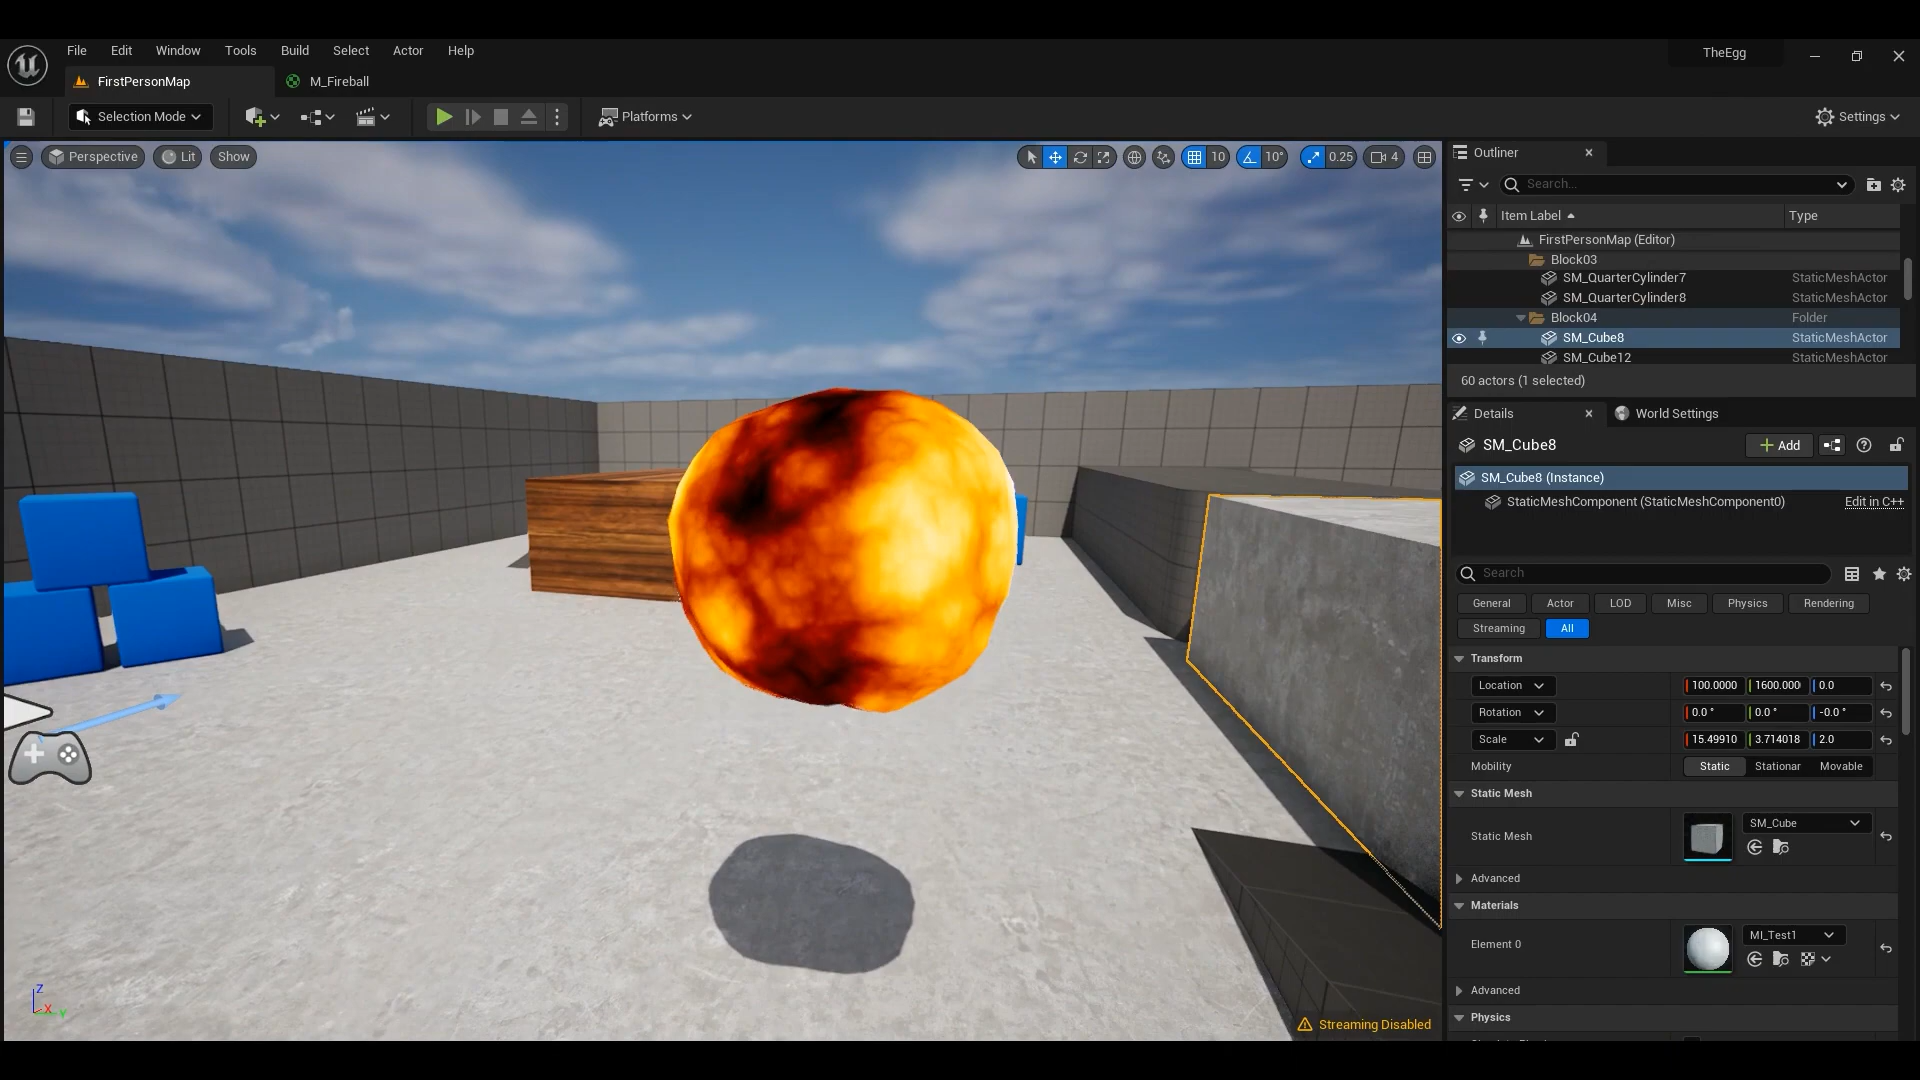 File Edit Window Tools Build Select Actor Help
TheEgg
FirstPersonMap
M_Fireball
Selection Mode
Platforms
Settings
Perspective Lit Show
10 10° 0.25 4
Outliner
Search...
Item Label Type
FirstPersonMap (Editor)
Block03
SM_QuarterCylinder7 StaticMeshActor
SM_QuarterCylinder8 StaticMeshActor
Block04 Folder
SM_Cube8 StaticMeshActor
SM_Cube12 StaticMeshActor
60 actors (1 selected)
Details World Settings
SM_Cube8 Add
SM_Cube8 (Instance)
StaticMeshComponent (StaticMeshComponent0) Edit in C++
Search
General Actor LOD Misc Physics Rendering
Streaming All
Transform
Location 100.0000 1600.000 0.0
Rotation 0.0 ° 0.0 ° -0.0 °
Scale 15.49910 3.714018 2.0
Mobility Static Stationar Movable
Static Mesh
Static Mesh SM_Cube
Advanced
Materials
Element 0 MI_Test1
Advanced
Physics
Z X Y
Streaming Disabled